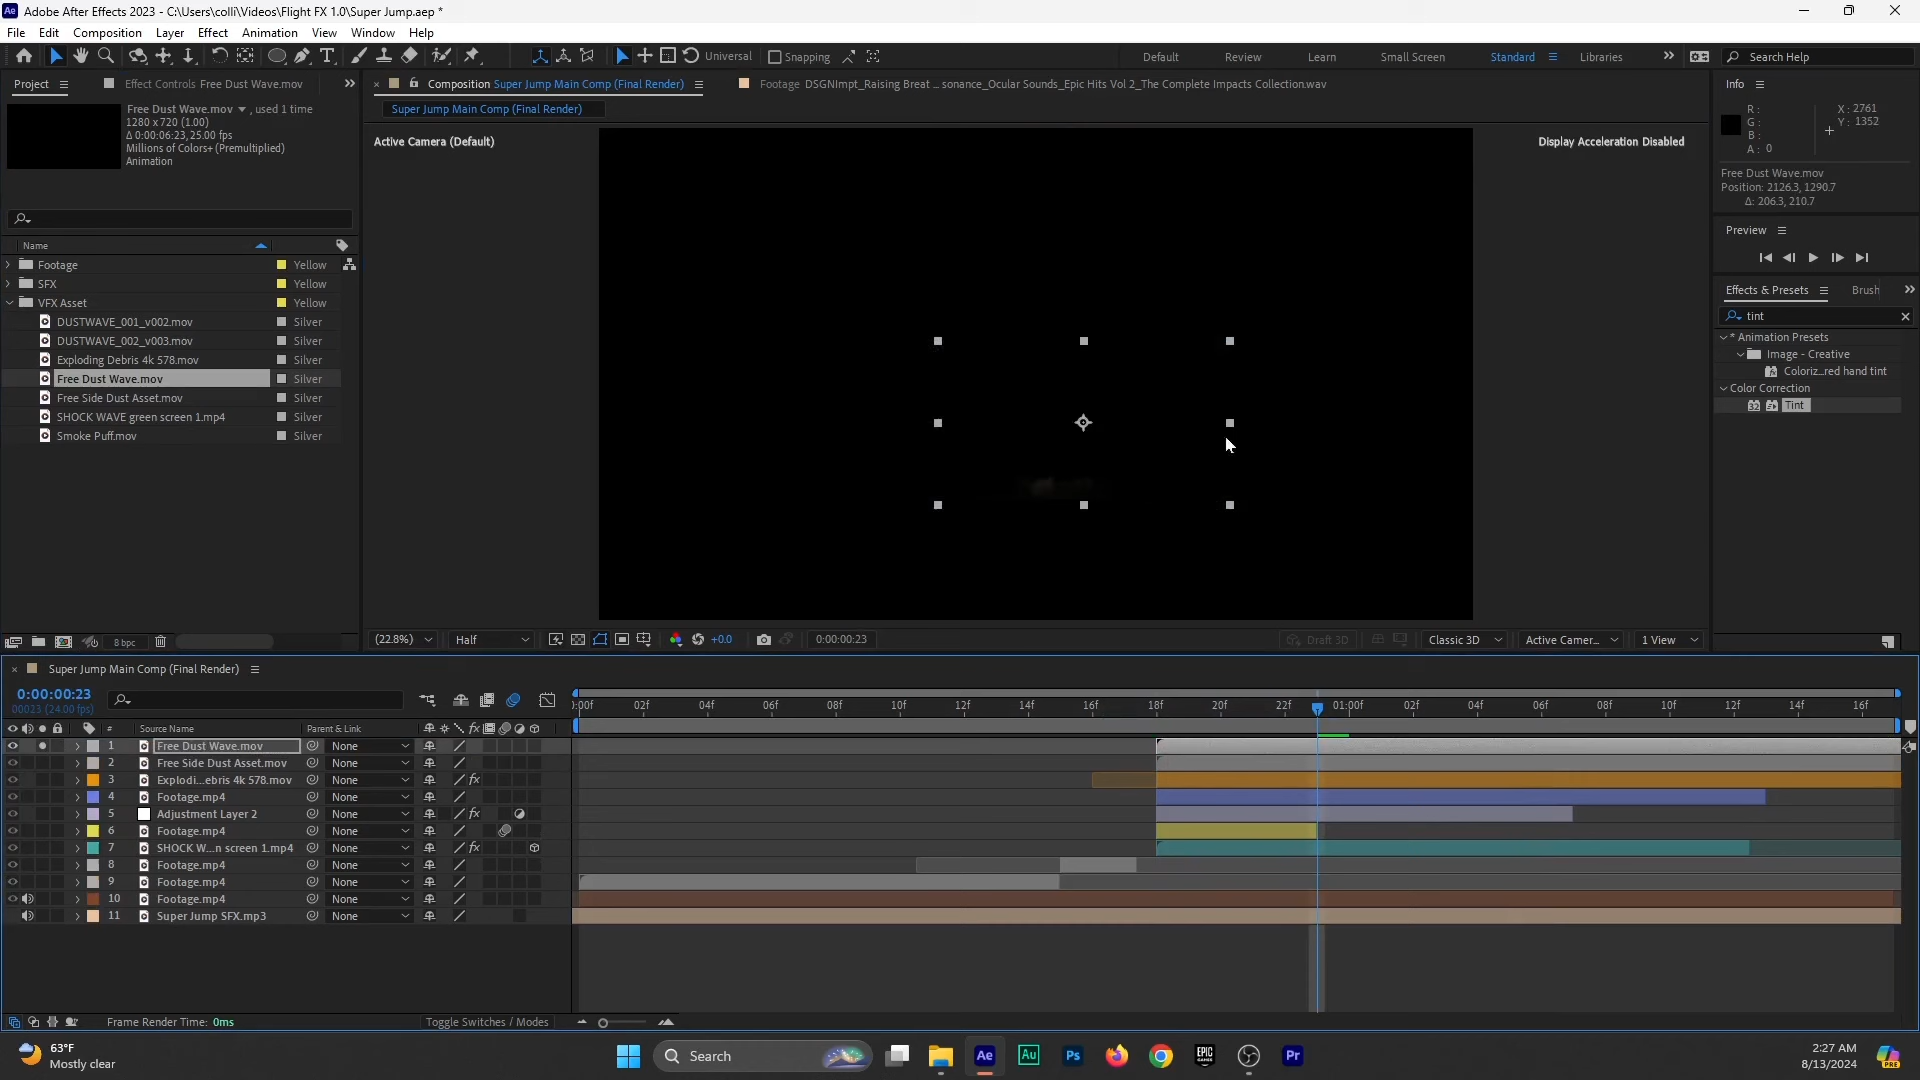 Adobe After Effects 2023 - C:\Users\colli\Videos\Flight FX 1.0\Super Jump.aep *
File Edit Composition Layer Effect Animation View Window Help
Universal Snapping Default Review Learn Small Screen Standard Libraries Search Help
Project Effect Controls Free Dust Wave.mov
Composition Super Jump Main Comp (Final Render) Footage DSGNImpt_Raising Breat ... sonance_Ocular Sounds_Epic Hits Vol 2_The Complete Impacts Collection.wav
Super Jump Main Comp (Final Render)
Free Dust Wave.mov , used 1 time
1280 x 720 (1.00)
Δ 0:00:06:23, 25.00 fps
Millions of Colors+ (Premultiplied)
Animation
Active Camera (Default)
Display Acceleration Disabled
Info
R :
G :
B :
A : 0
X : 2761
Y : 1352
Free Dust Wave.mov
Position: 2126.3, 1290.7
Δ: 206.3, 210.7
Preview
Effects & Presets Brush
tint
* Animation Presets
Image - Creative
Coloriz...red hand tint
Color Correction
Tint
Name
Footage Yellow
SFX Yellow
VFX Asset Yellow
DUSTWAVE_001_v002.mov Silver
DUSTWAVE_002_v003.mov Silver
Exploding Debris 4k 578.mov Silver
Free Dust Wave.mov Silver
Free Side Dust Asset.mov Silver
SHOCK WAVE green screen 1.mp4 Silver
Smoke Puff.mov Silver
8 bpc
(22.8%) Half +0.0 0:00:00:23 Draft 3D Classic 3D Active Camer... 1 View
Super Jump Main Comp (Final Render)
0:00:00:23
00023 (24.00 fps)
:00f 02f 04f 06f 08f 10f 12f 14f 16f 18f 20f 22f 01:00f 02f 04f 06f 08f 10f 12f 14f 16f
# Source Name Parent & Link
1 Free Dust Wave.mov None
2 Free Side Dust Asset.mov None
3 Explodi...ebris 4k 578.mov None
4 Footage.mp4 None
5 Adjustment Layer 2 None
6 Footage.mp4 None
7 SHOCK W...n screen 1.mp4 None
8 Footage.mp4 None
9 Footage.mp4 None
10 Footage.mp4 None
11 Super Jump SFX.mp3 None
Frame Render Time: 0ms Toggle Switches / Modes
63°F
Mostly clear
Search
Ae Au Ps EPIC GAMES Pr
2:27 AM
8/13/2024
PRE